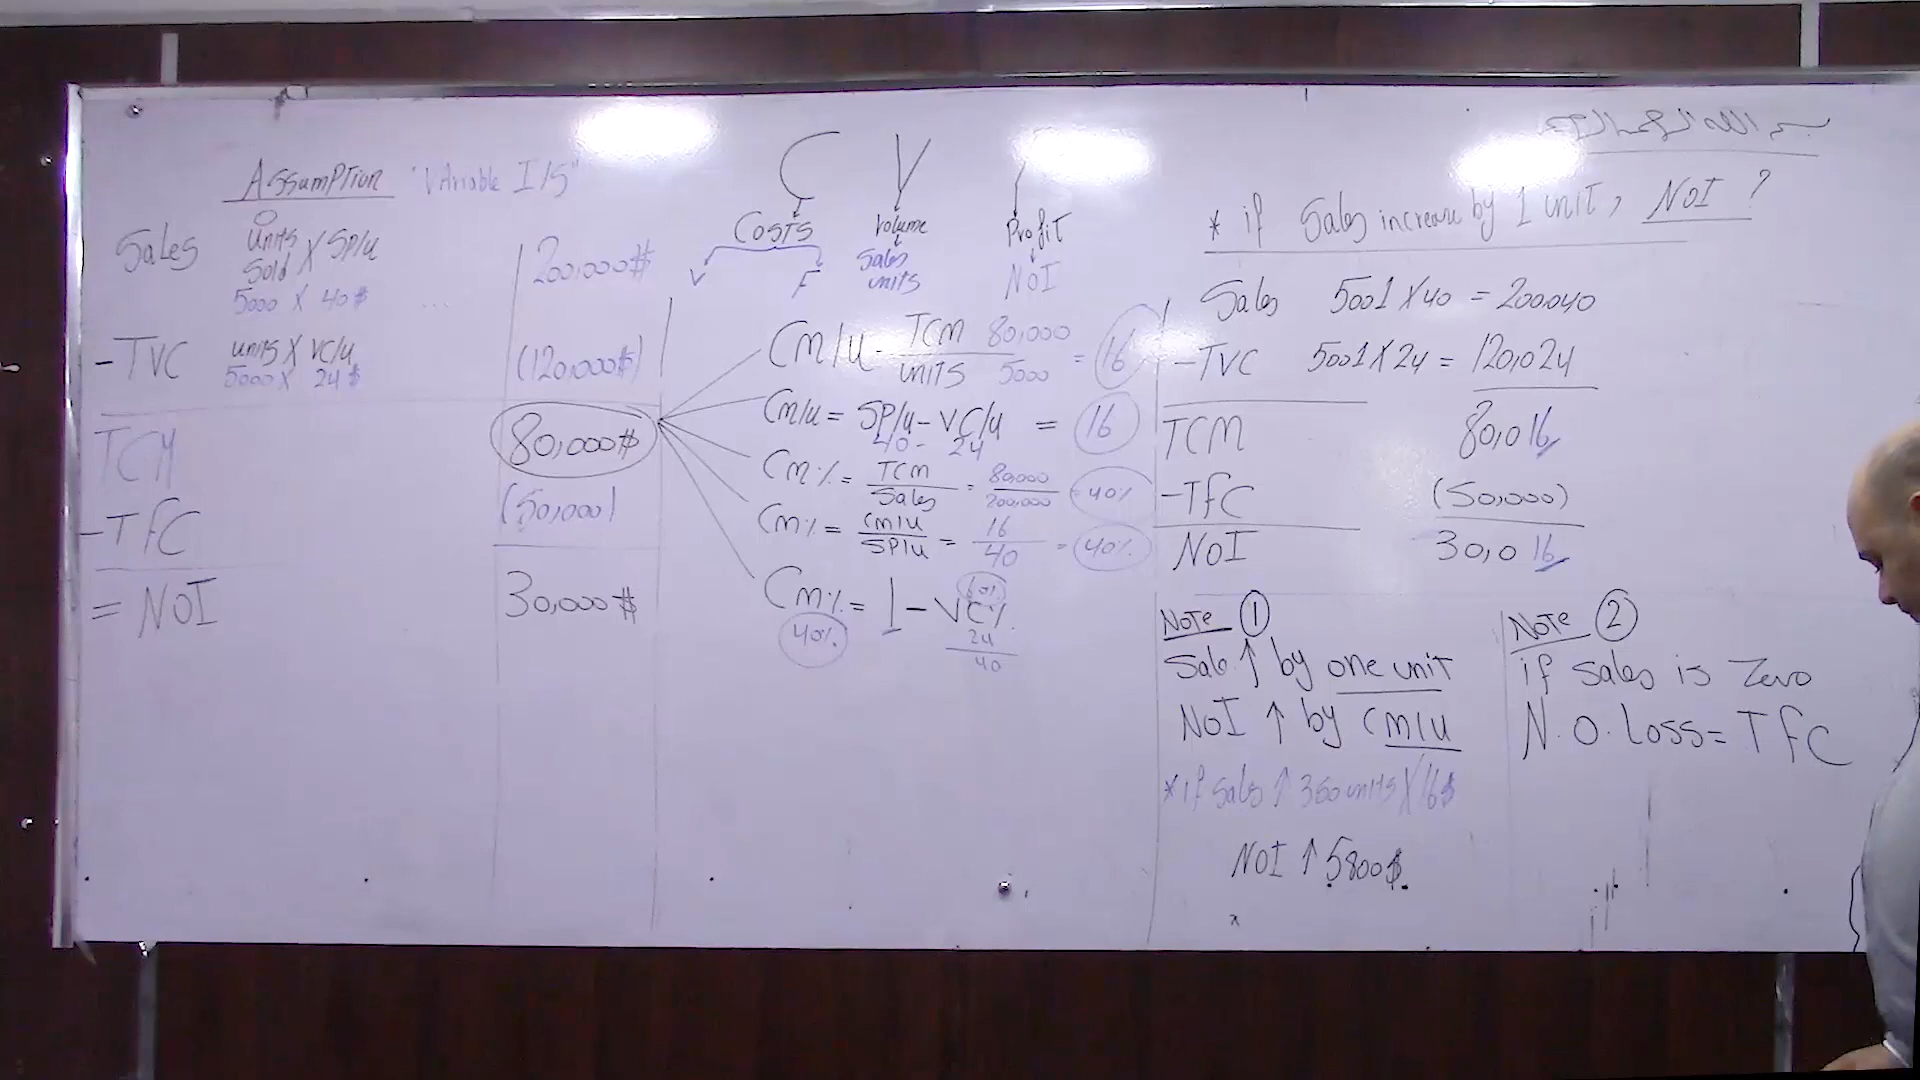 Assumption "Variable I/S"
Sales Units Sold X SP/u 200,000$
5000 X 40$
-TVC units X VC/u (120,000$)
5000 X 24$
TCM 80,000$
-TFC (50,000)
= NOI 30,000$
C V
Costs Volume Profit
V F Sales units NOI
Cm/u = TCM / units 80,000 / 5000 = 16
Cm/u = SP/u - VC/u = 16
40 - 24
Cm% = TCM / Sales = 80,000 / 200,000 = 40%
Cm% = Cm/u / SP/u = 16 / 40 = 40%
Cm% = 1 - VC%
40% 60%
24 / 40
* if Sales increase by 1 unit, NOI ?
Sales 5001 X 40 = 200,040
-TVC 5001 X 24 = 120,024
TCM 80,016
-TFC (50,000)
NOI 30,016
Note 1
Sale ↑ by one unit
NOI ↑ by Cm/u
* if Sales ↑ 350 units X 16$
NOI ↑ 5800$.
Note 2
if sales is Zero
N.O. Loss = TFC